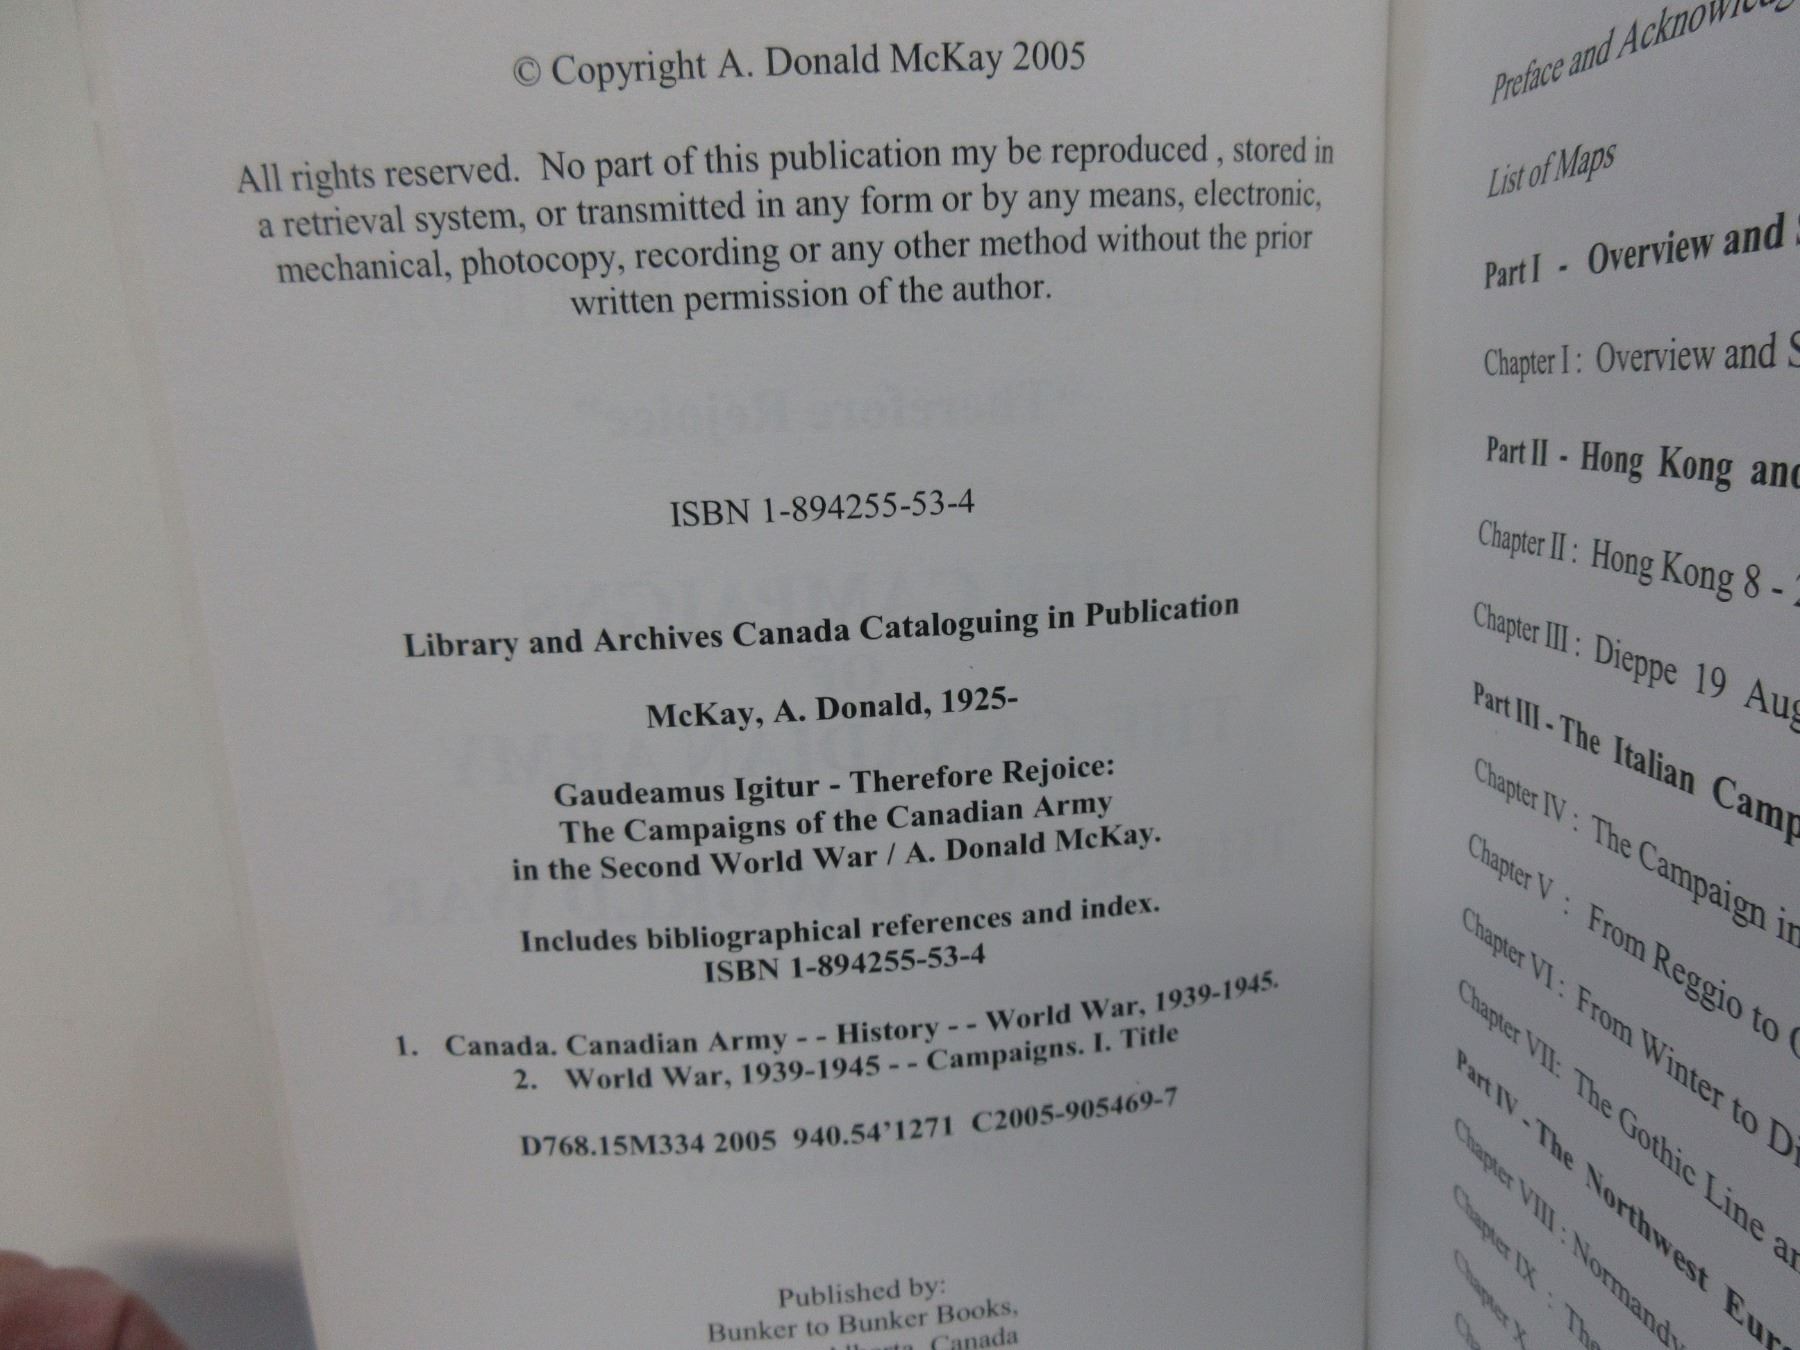 © Copyright A. Donald McKay 2005
All rights reserved. No part of this publication my be reproduced , stored in
a retrieval system, or transmitted in any form or by any means, electronic,
mechanical, photocopy, recording or any other method without the prior
written permission of the author.
ISBN 1-894255-53-4
Library and Archives Canada Cataloguing in Publication
McKay, A. Donald, 1925-
Gaudeamus Igitur - Therefore Rejoice:
The Campaigns of the Canadian Army
in the Second World War / A. Donald McKay.
Includes bibliographical references and index.
ISBN 1-894255-53-4
1. Canada. Canadian Army - - History - - World War, 1939-1945.
2. World War, 1939-1945 - - Campaigns. I. Title
D768.15M334 2005 940.54'1271 C2005-905469-7
Published by:
Bunker to Bunker Books,
Canada
Preface and
List of Maps
Part I - Overview and
Chapter I : Overview and
Part II - Hong Kong and
Chapter II : Hong Kong 8 -
Chapter III : Dieppe 19 Aug
Part III - The Italian Camp
Chapter IV : The Campaign in
Chapter V : From Reggio to
Chapter VI : From Winter to
Chapter VII: The Gothic Line
Part IV - The Northwest Eur
Chapter VIII : Normandy
Chapter IX : The
Chapter X